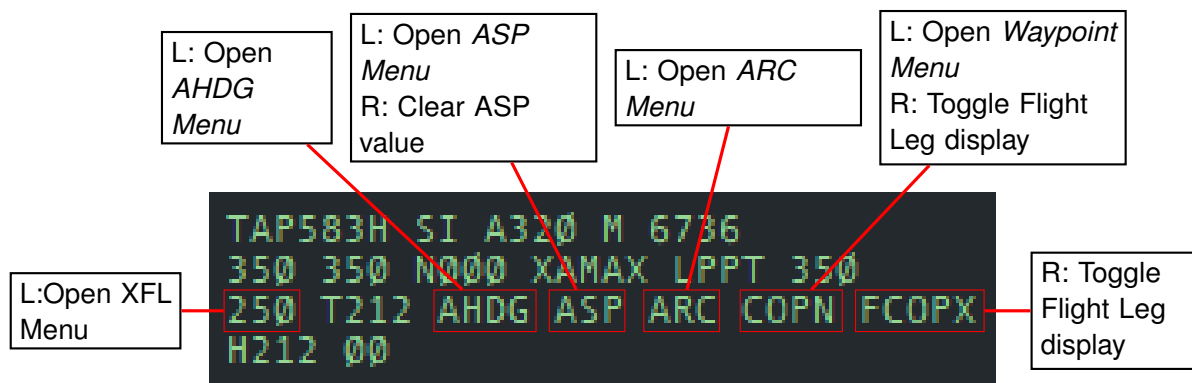 L: Open
AHDG
Menu
L: Open ASP
Menu
R: Clear ASP
value
L: Open ARC
Menu
L: Open Waypoint
Menu
R: Toggle Flight
Leg display
TAP583H SI A320 M 6736
350 350 N000 XAMAX LPPT 350
250 T212 AHDG ASP ARC COPN FCOPX
H212 00
L:Open XFL
Menu
R: Toggle
Flight Leg
display